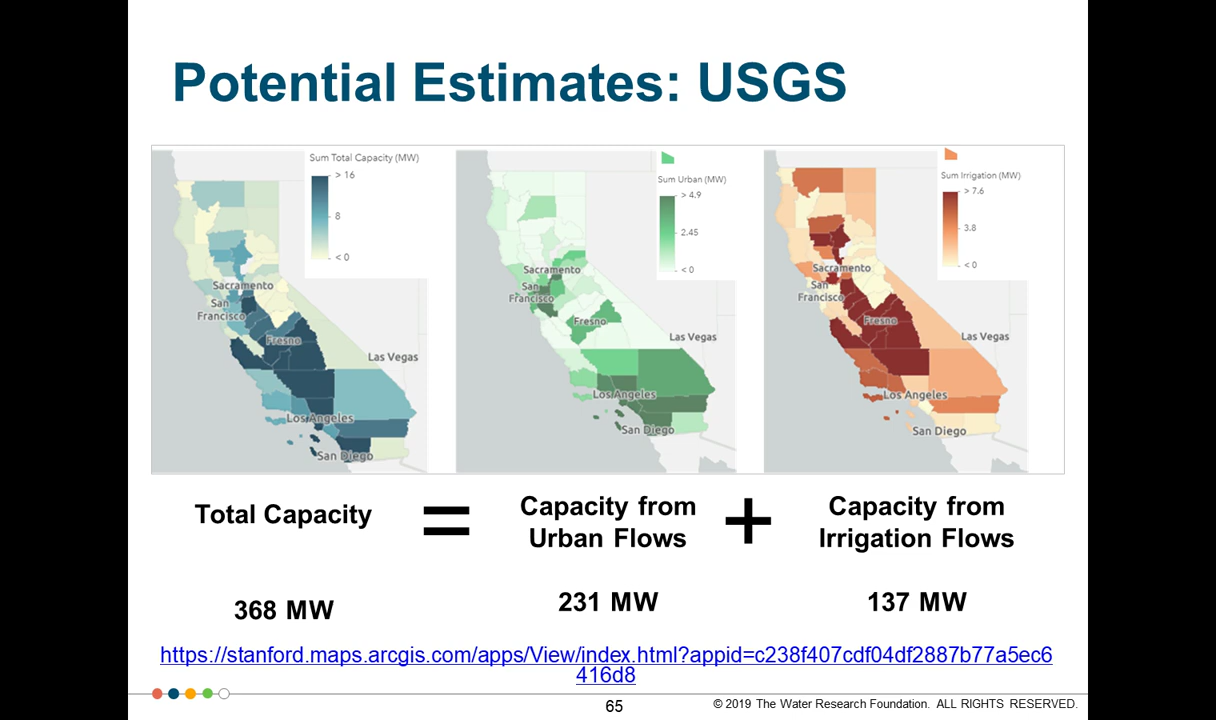 Potential Estimates: USGS
Sum Total Capacity (MW)
> 16
8
< 0
Sacramento
San
Francisco
Fresno
Las Vegas
Los Angeles
San Diego
Sum Urban (MW)
> 4.9
2.45
< 0
Sacramento
San
Francisco
Fresno
Las Vegas
Los Angeles
San Diego
Sum Irrigation (MW)
> 7.6
3.8
< 0
Sacramento
San
Francisco
Fresno
Las Vegas
Los Angeles
San Diego
Total Capacity
=
Capacity from
Urban Flows
+
Capacity from
Irrigation Flows
368 MW
231 MW
137 MW
https://stanford.maps.arcgis.com/apps/View/index.html?appid=c238f407cdf04df2887b77a5ec6
416d8
65
© 2019 The Water Research Foundation. ALL RIGHTS RESERVED.